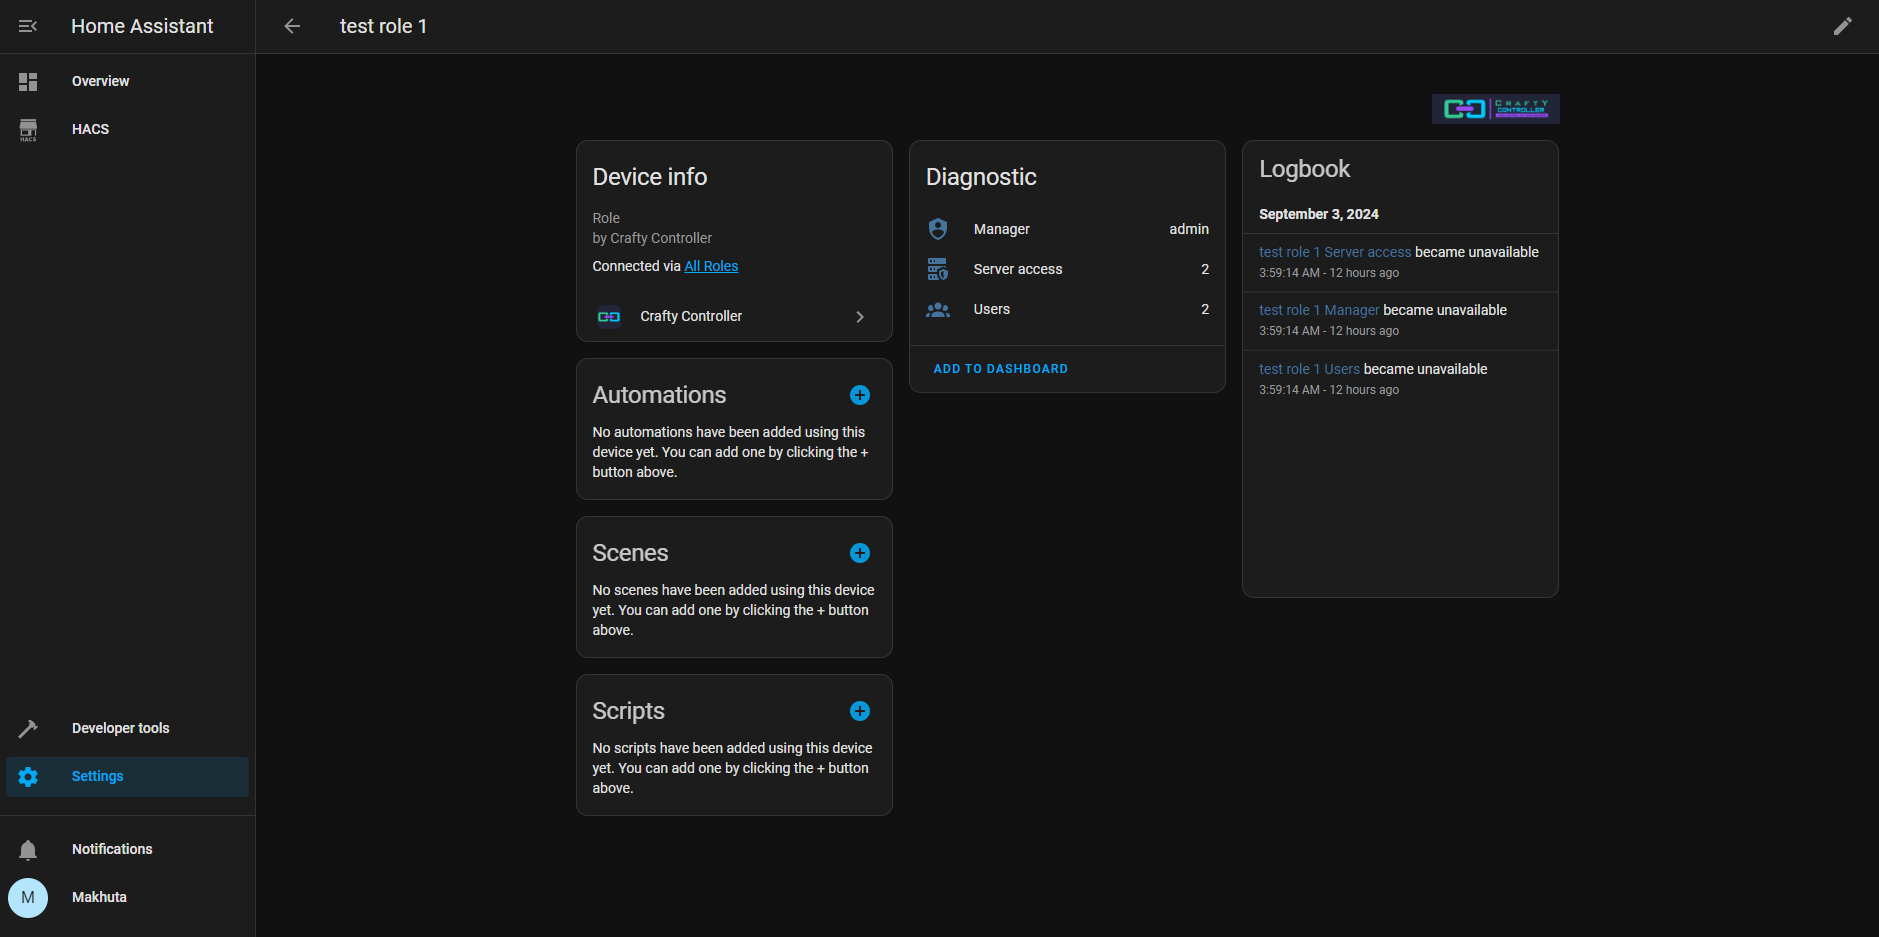 Home Assistant
test role 1
Overview
HACS
HACS
CRAFTY
CONTROLLER
Device info
Role
by Crafty Controller
Connected via All Roles
Crafty Controller
Automations
No automations have been added using this
device yet. You can add one by clicking the +
button above.
Scenes
No scenes have been added using this device
yet. You can add one by clicking the + button
above.
Scripts
No scripts have been added using this device
yet. You can add one by clicking the + button
above.
Diagnostic
Manager admin
Server access 2
Users 2
ADD TO DASHBOARD
Logbook
September 3, 2024
test role 1 Server access became unavailable
3:59:14 AM - 12 hours ago
test role 1 Manager became unavailable
3:59:14 AM - 12 hours ago
test role 1 Users became unavailable
3:59:14 AM - 12 hours ago
Developer tools
Settings
Notifications
M
Makhuta